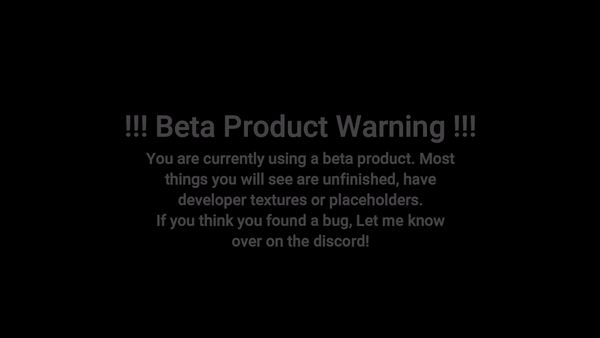 !!! Beta Product Warning !!!
You are currently using a beta product. Most
things you will see are unfinished, have
developer textures or placeholders.
If you think you found a bug, Let me know
over on the discord!